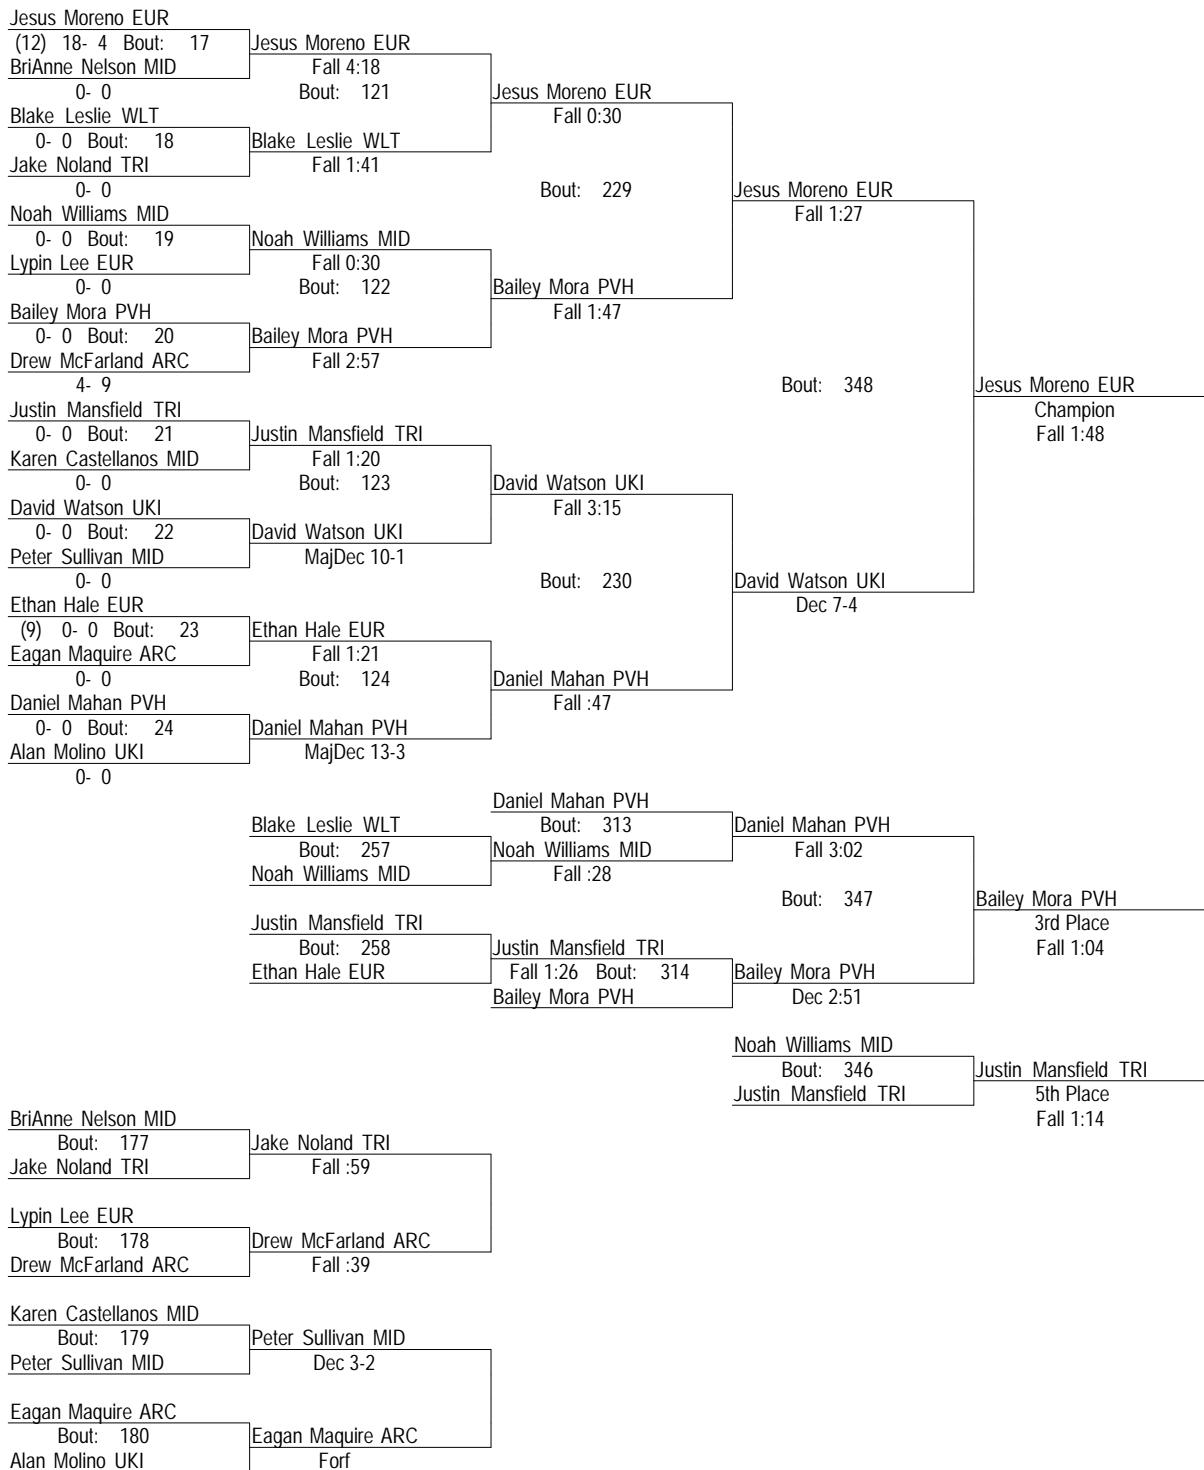 Jesus Moreno EUR
(12) 18- 4 Bout: 17 Jesus Moreno EUR
BriAnne Nelson MID Fall 4:18
0- 0 Bout: 121 Jesus Moreno EUR
Blake Leslie WLT Fall 0:30
0- 0 Bout: 18 Blake Leslie WLT
Jake Noland TRI Fall 1:41
0- 0 Bout: 229 Jesus Moreno EUR
Noah Williams MID Fall 1:27
0- 0 Bout: 19 Noah Williams MID
Lypin Lee EUR Fall 0:30
0- 0 Bout: 122 Bailey Mora PVH
Bailey Mora PVH Fall 1:47
0- 0 Bout: 20 Bailey Mora PVH
Drew McFarland ARC Fall 2:57
4- 9 Bout: 348 Jesus Moreno EUR
Justin Mansfield TRI Champion
0- 0 Bout: 21 Justin Mansfield TRI Fall 1:48
Karen Castellanos MID Fall 1:20
0- 0 Bout: 123 David Watson UKI
David Watson UKI Fall 3:15
0- 0 Bout: 22 David Watson UKI
Peter Sullivan MID MajDec 10-1
0- 0 Bout: 230 David Watson UKI
Ethan Hale EUR Dec 7-4
(9) 0- 0 Bout: 23 Ethan Hale EUR
Eagan Maquire ARC Fall 1:21
0- 0 Bout: 124 Daniel Mahan PVH
Daniel Mahan PVH Fall :47
0- 0 Bout: 24 Daniel Mahan PVH
Alan Molino UKI MajDec 13-3
0- 0
Daniel Mahan PVH
Blake Leslie WLT Bout: 313 Daniel Mahan PVH
Bout: 257 Noah Williams MID Fall 3:02
Noah Williams MID Fall :28
Bout: 347 Bailey Mora PVH
Justin Mansfield TRI 3rd Place
Bout: 258 Justin Mansfield TRI Fall 1:04
Ethan Hale EUR Fall 1:26 Bout: 314 Bailey Mora PVH
Bailey Mora PVH Dec 2:51
Noah Williams MID
Bout: 346 Justin Mansfield TRI
Justin Mansfield TRI 5th Place
BriAnne Nelson MID Fall 1:14
Bout: 177 Jake Noland TRI
Jake Noland TRI Fall :59
Lypin Lee EUR
Bout: 178 Drew McFarland ARC
Drew McFarland ARC Fall :39
Karen Castellanos MID
Bout: 179 Peter Sullivan MID
Peter Sullivan MID Dec 3-2
Eagan Maquire ARC
Bout: 180 Eagan Maquire ARC
Alan Molino UKI Forf